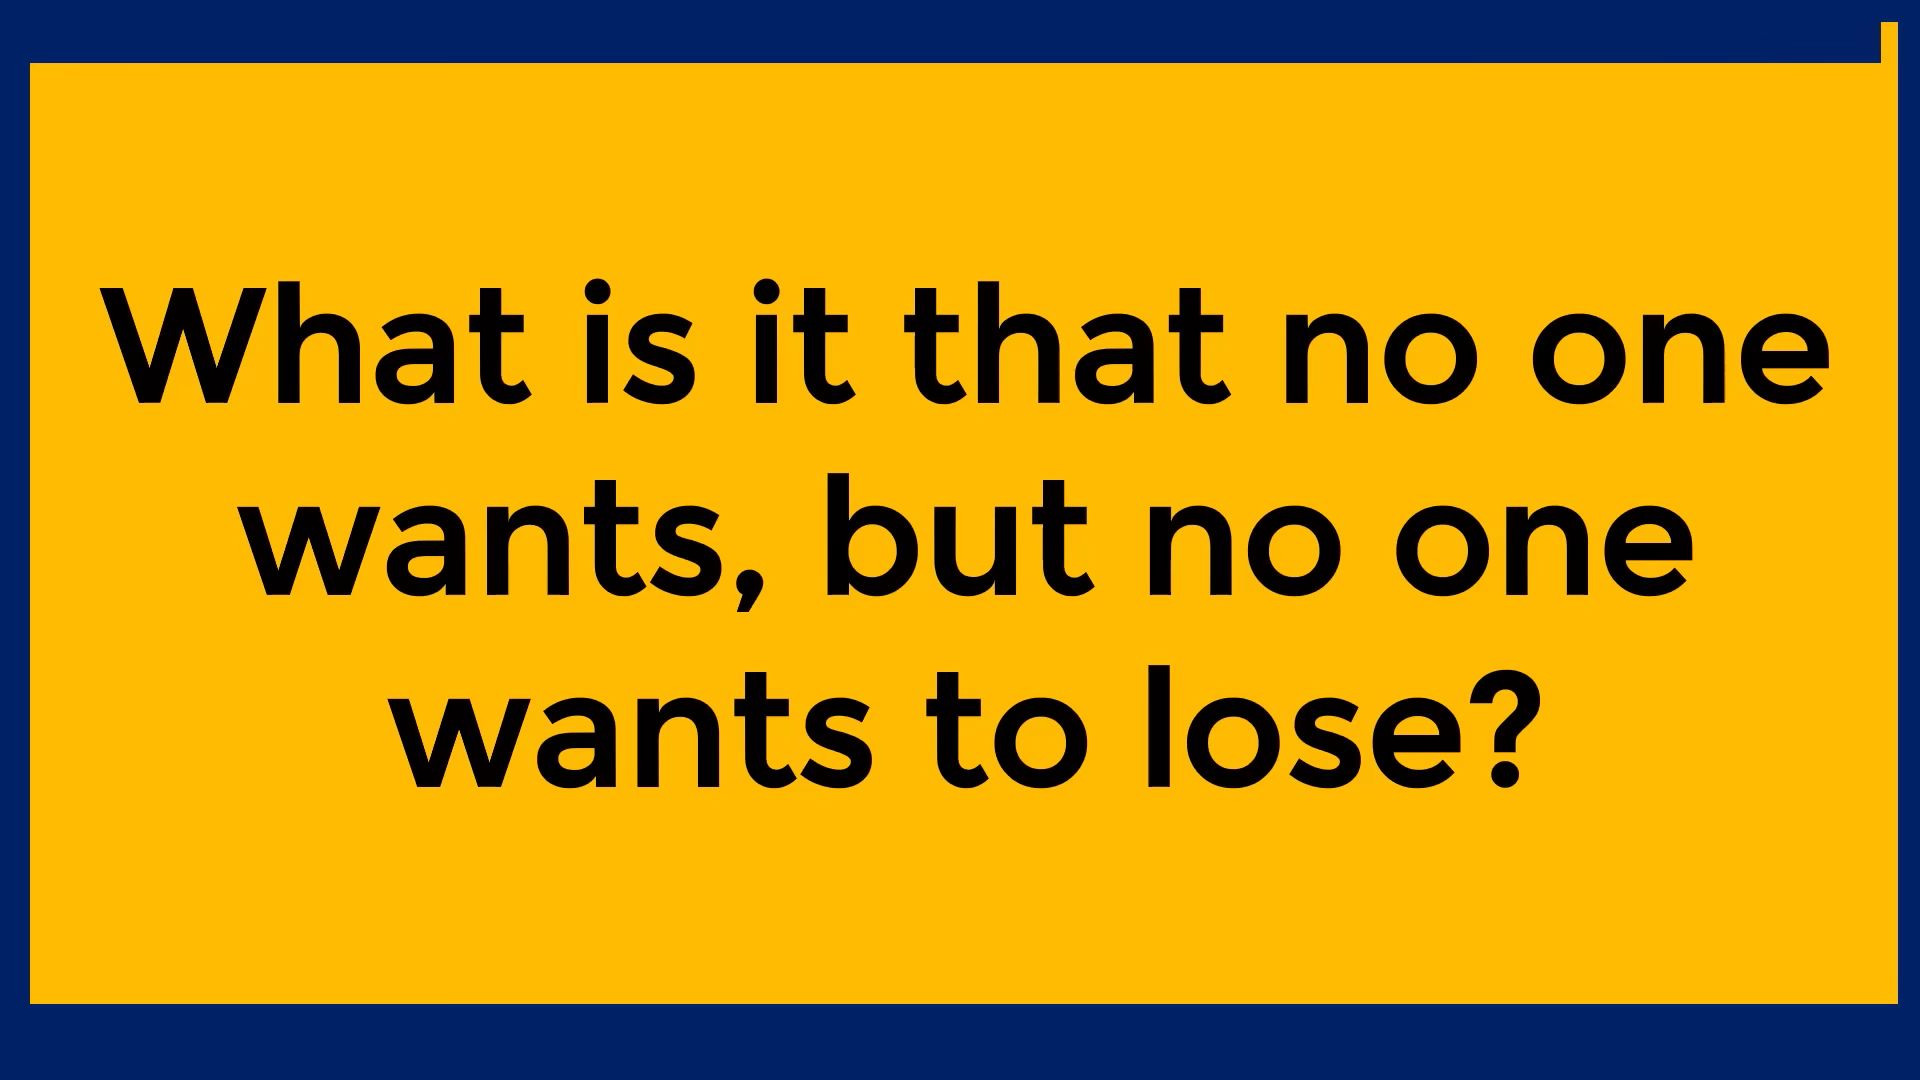 What is it that no one
wants, but no one
wants to lose?